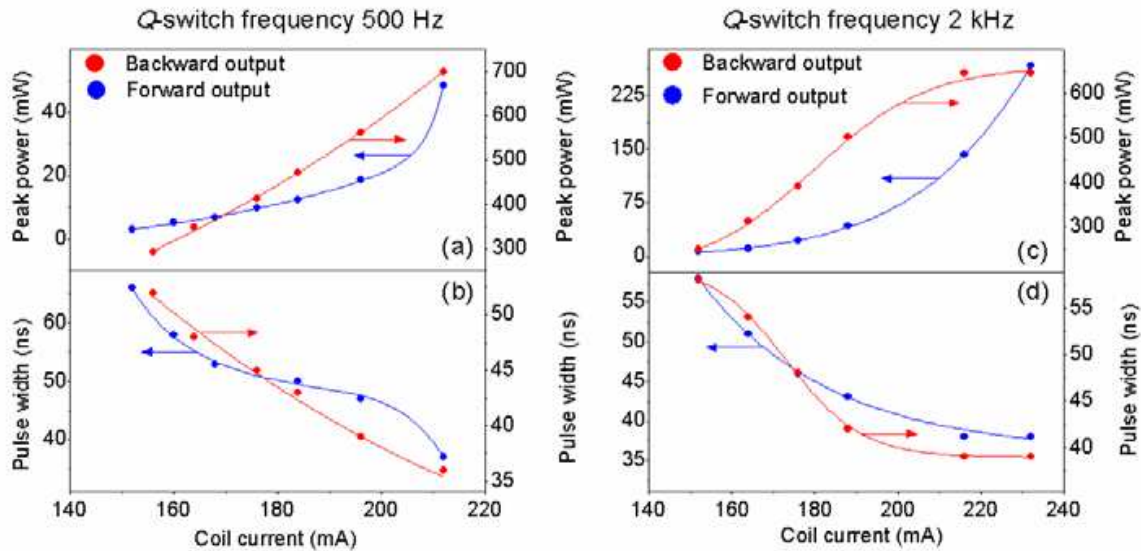 Q-switch frequency 500 Hz
Q-switch frequency 2 kHz
Backward output
Forward output
Peak power (mW)
40
20
0
700
600
500
400
300
Peak power (mW)
(a)
Backward output
Forward output
Peak power (mW)
225
150
75
0
600
500
400
300
Peak power (mW)
(c)
(b)
Pulse width (ns)
60
50
40
50
45
40
35
Pulse width (ns)
140 160 180 200 220
Coil current (mA)
(d)
Pulse width (ns)
55
50
45
40
35
55
50
45
40
Pulse width (ns)
140 160 180 200 220 240
Coil current (mA)